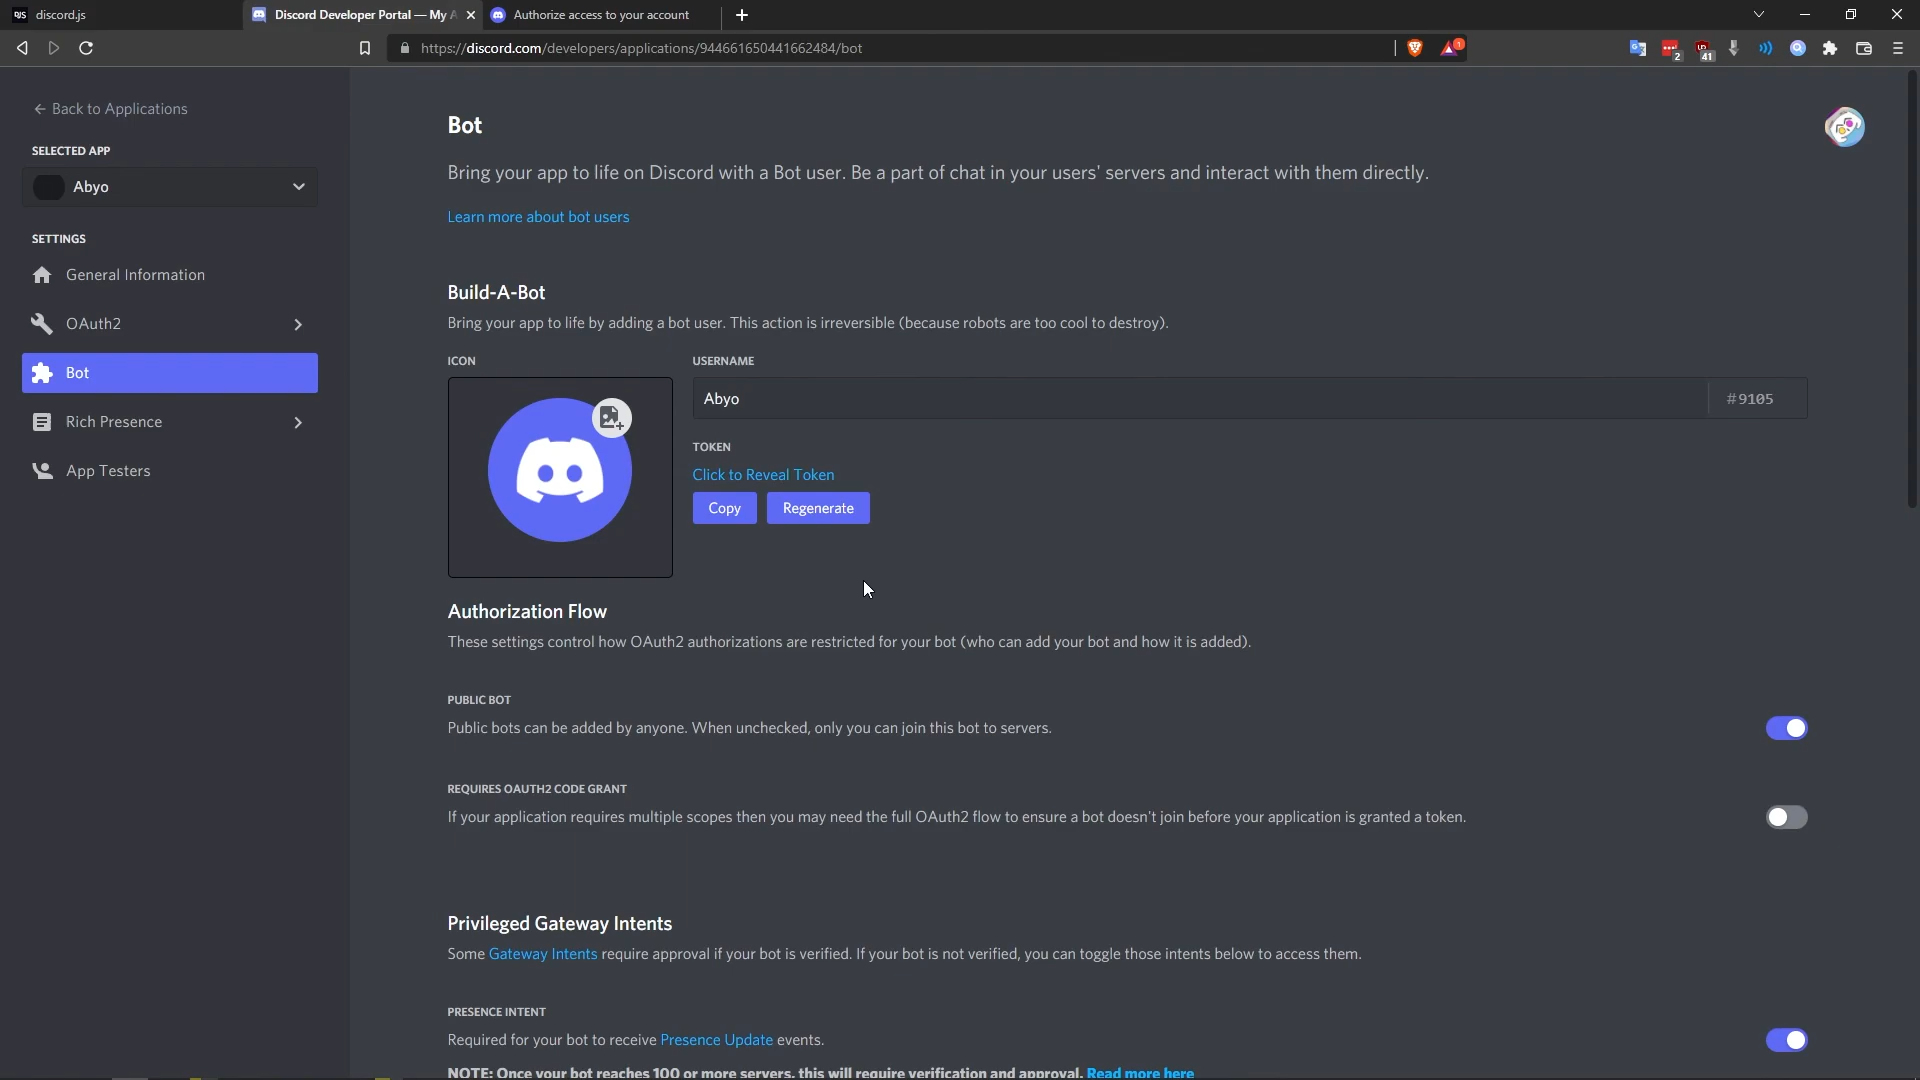 DJS discord.js
Discord Developer Portal — My A
Authorize access to your account
https://discord.com/developers/applications/944661650441662484/bot
1
2
41
Back to Applications
SELECTED APP
Abyo
SETTINGS
General Information
OAuth2
Bot
Rich Presence
App Testers
Bot
Bring your app to life on Discord with a Bot user. Be a part of chat in your users' servers and interact with them directly.
Learn more about bot users
Build-A-Bot
Bring your app to life by adding a bot user. This action is irreversible (because robots are too cool to destroy).
ICON
USERNAME
Abyo
#9105
TOKEN
Click to Reveal Token
Copy
Regenerate
Authorization Flow
These settings control how OAuth2 authorizations are restricted for your bot (who can add your bot and how it is added).
PUBLIC BOT
Public bots can be added by anyone. When unchecked, only you can join this bot to servers.
REQUIRES OAUTH2 CODE GRANT
If your application requires multiple scopes then you may need the full OAuth2 flow to ensure a bot doesn't join before your application is granted a token.
Privileged Gateway Intents
Some Gateway Intents require approval if your bot is verified. If your bot is not verified, you can toggle those intents below to access them.
PRESENCE INTENT
Required for your bot to receive Presence Update events.
NOTE: Once your bot reaches 100 or more servers, this will require verification and approval. Read more here